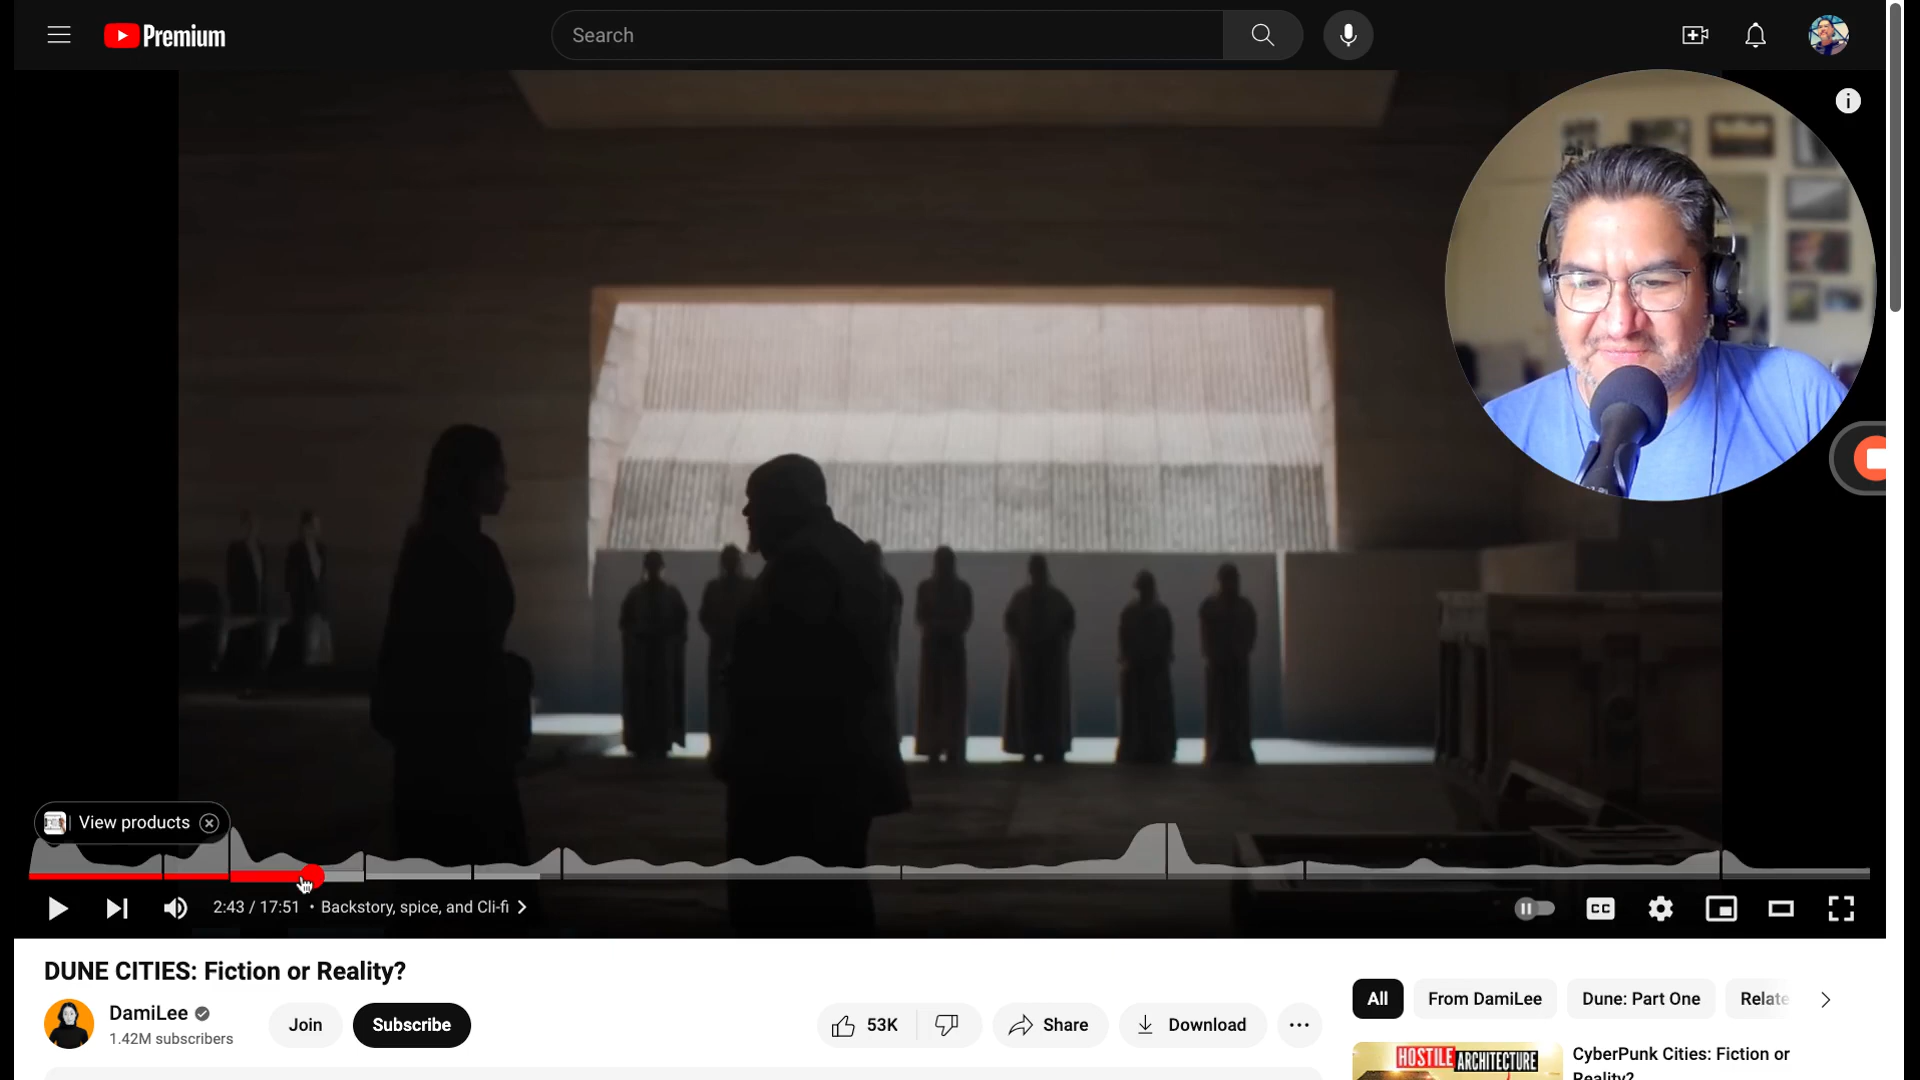 Premium
Search
View products
2:43 / 17:51 • Backstory, spice, and Cli-fi
CC
DUNE CITIES: Fiction or Reality?
DamiLee
1.42M subscribers
Join
Subscribe
53K
Share
Download
All
From DamiLee
Dune: Part One
Relate
HOSTILE ARCHITECTURE
CyberPunk Cities: Fiction or
Reality?